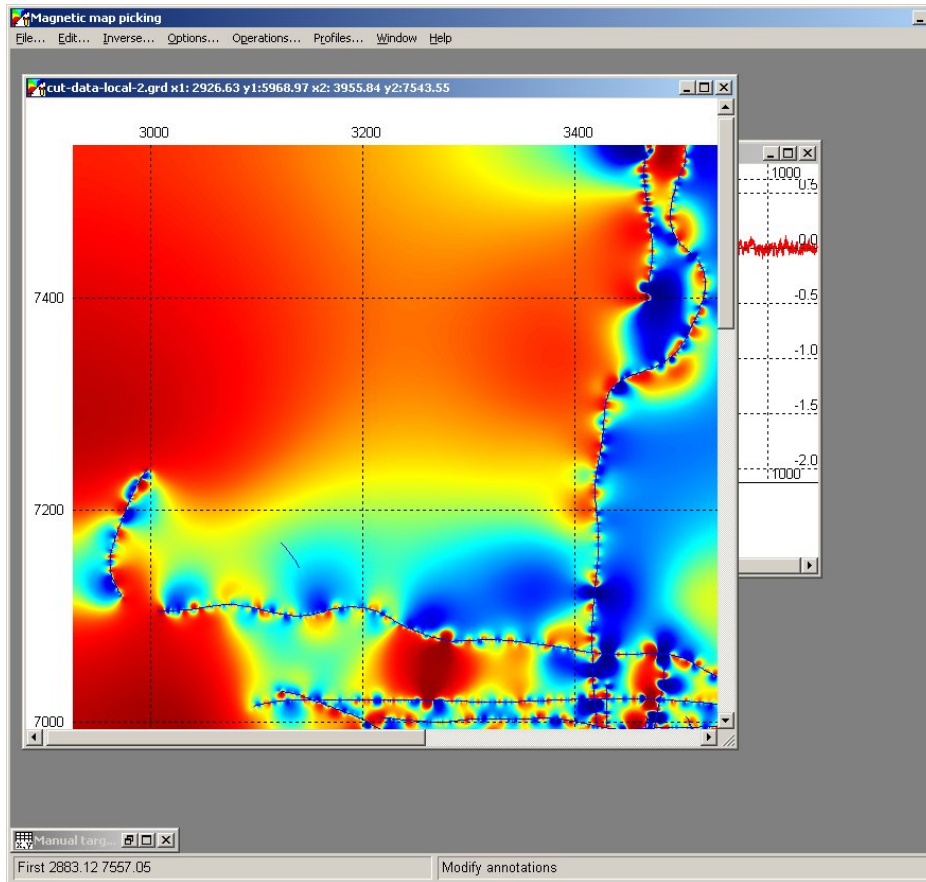 Magnetic map picking
File... Edit... Inverse... Options... Operations... Profiles... Window Help
cut-data-local-2.grd x1: 2926.63 y1:5968.97 x2: 3955.84 y2:7543.55
3000 3200 3400
1000
0.5
0.0
7400
-0.5
-1.0
-1.5
-2.0
1000
7200
7000
Manual targ...
First 2883.12 7557.05
Modify annotations